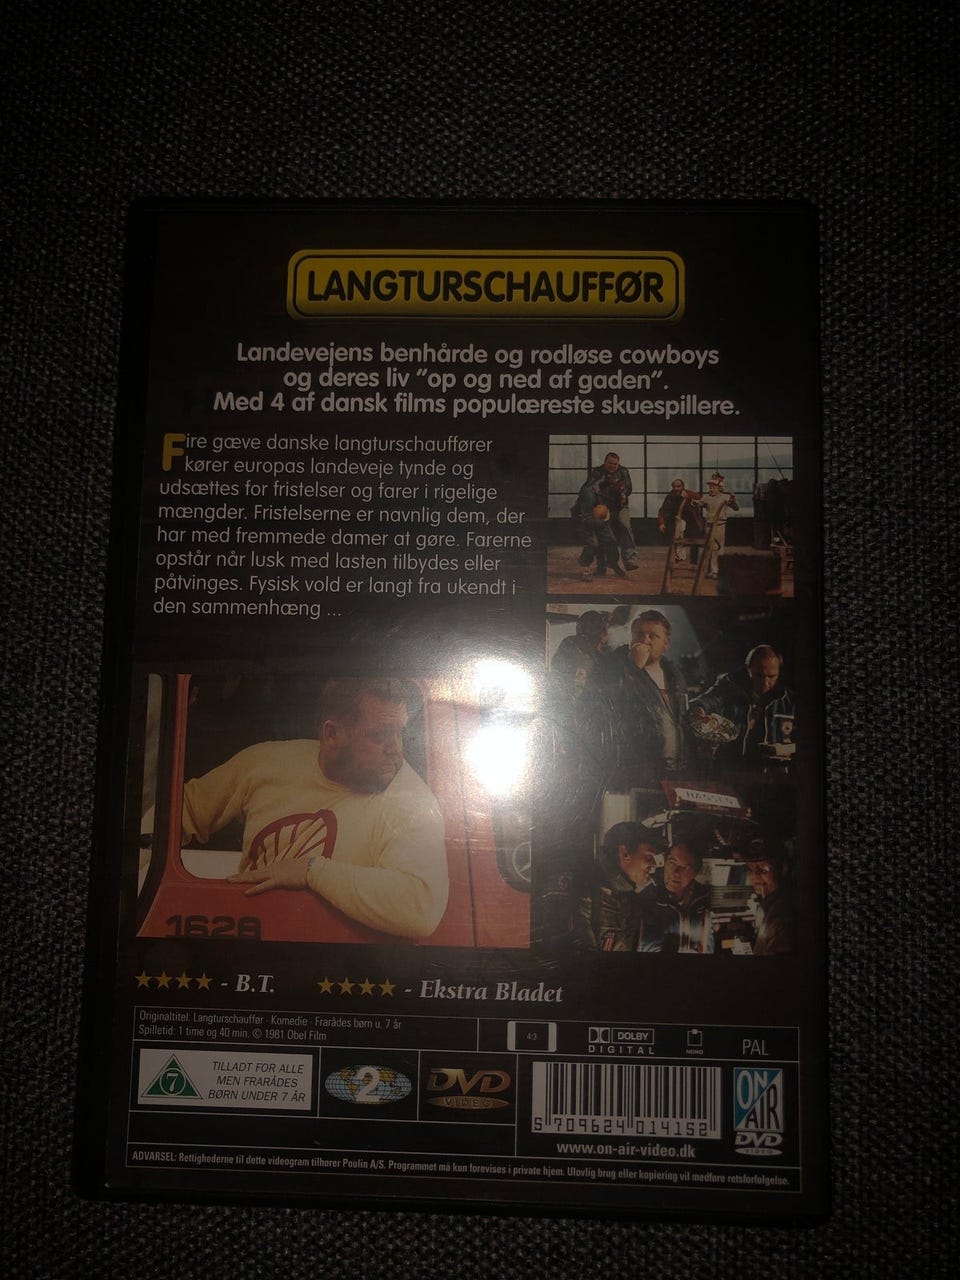 LANGTURSCHAUFFØR
Landevejens benhårde og rodløse cowboys
og deres liv "op og ned af gaden".
Med 4 af dansk films populæreste skuespillere.
Fire gæve danske langturschauffører
kører europas landeveje tynde og
udsættes for fristelser og farer i rigelige
mængder. Fristelserne er navnlig dem, der
har med fremmede damer at gøre. Farerne
opstår når lusk med lasten tilbydes eller
påtvinges. Fysisk vold er langt fra ukendt i
den sammenhæng ...
HANSEN
1628
- B.T.
- Ekstra Bladet
Originaltitel: Langturschauffør · Komedie · Frarådes børn u. 7 år
Spilletid: 1 time og 40 min. © 1981 Obel Film
4:3
DOLBY
DIGITAL
MONO
PAL
7
TILLADT FOR ALLE
MEN FRARÅDES
BØRN UNDER 7 ÅR
2
DVD
VIDEO
5 709624 014152
www.on-air-video.dk
ON
AIR
DVD
VIDEO
ADVARSEL: Rettighederne til dette videogram tilhører Poulin A/S. Programmet må kun forevises i private hjem. Ulovlig brug eller kopiering vil medføre retsforfølgelse.